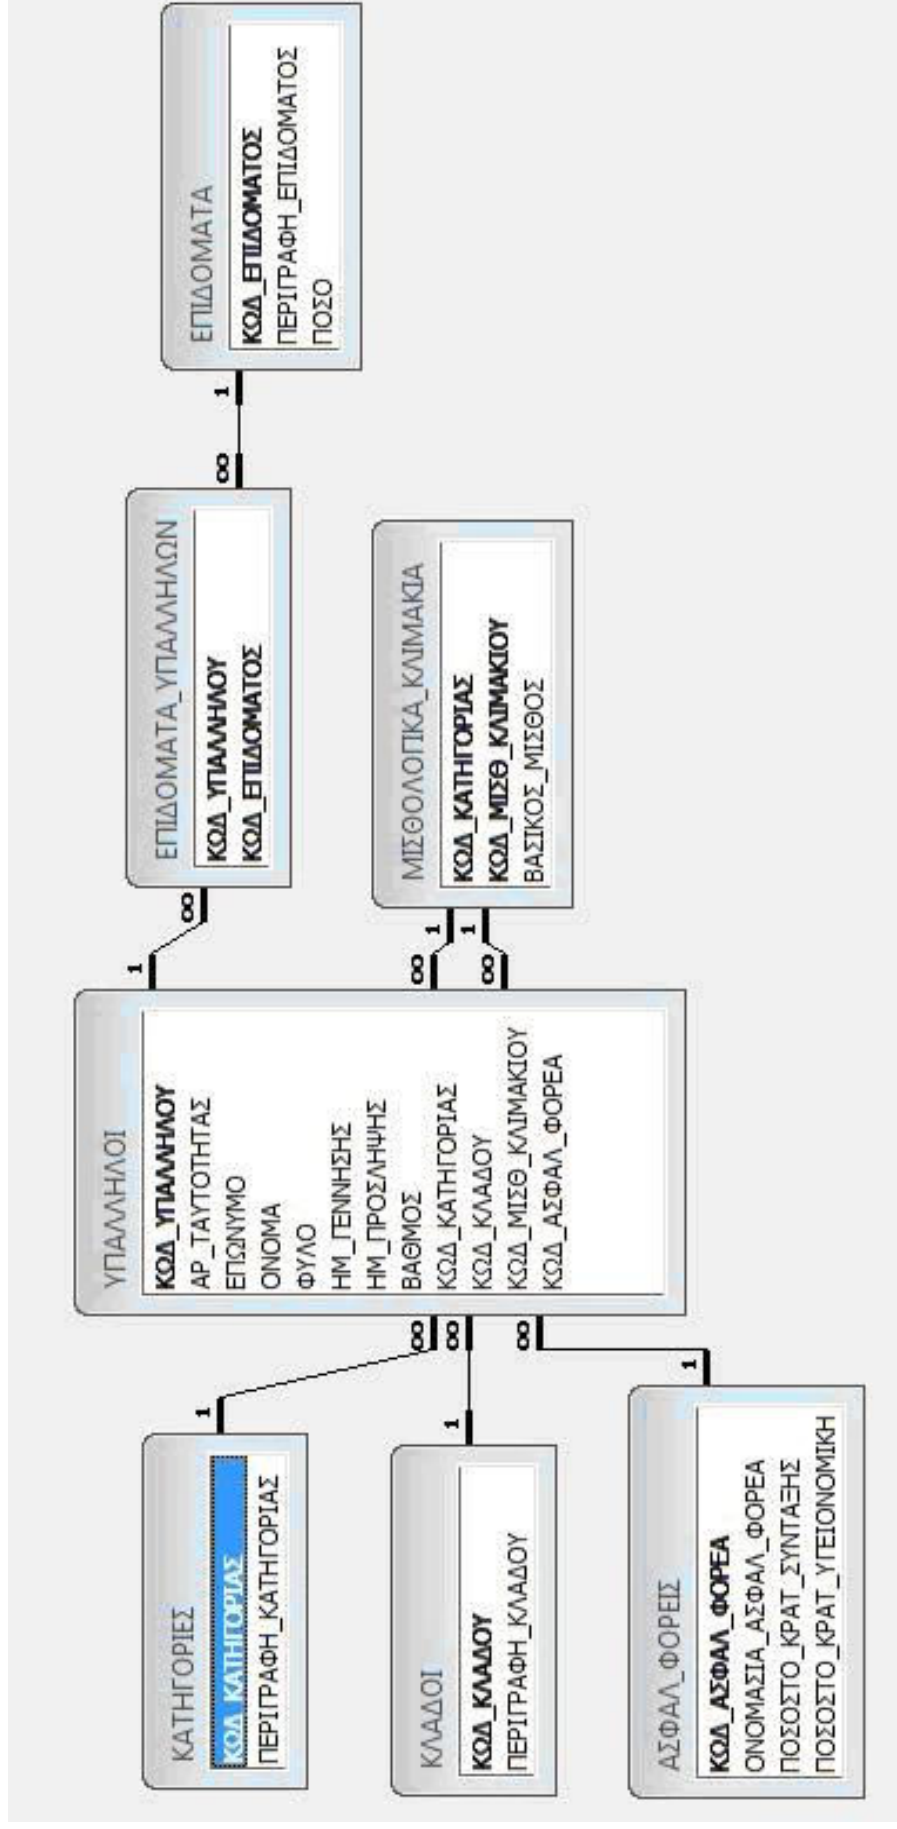 ΚΑΤΗΓΟΡΙΕΣ
ΚΩΔ_ΚΑΤΗΓΟΡΙΑΣ
ΠΕΡΙΓΡΑΦΗ_ΚΑΤΗΓΟΡΙΑΣ
1
∞
ΚΛΑΔΟΙ
ΚΩΔ_ΚΛΑΔΟΥ
ΠΕΡΙΓΡΑΦΗ_ΚΛΑΔΟΥ
1
∞
ΑΣΦΑΛ_ΦΟΡΕΙΣ
ΚΩΔ_ΑΣΦΑΛ_ΦΟΡΕΑ
ΟΝΟΜΑΣΙΑ_ΑΣΦΑΛ_ΦΟΡΕΑ
ΠΟΣΟΣΤΟ_ΚΡΑΤ_ΣΥΝΤΑΞΗΣ
ΠΟΣΟΣΤΟ_ΚΡΑΤ_ΥΓΕΙΟΝΟΜΙΚΗ
1
∞
ΥΠΑΛΛΗΛΟΙ
ΚΩΔ_ΥΠΑΛΛΗΛΟΥ
ΑΡ_ΤΑΥΤΟΤΗΤΑΣ
ΕΠΩΝΥΜΟ
ΟΝΟΜΑ
ΦΥΛΟ
ΗΜ_ΓΕΝΝΗΣΗΣ
ΗΜ_ΠΡΟΣΛΗΨΗΣ
ΒΑΘΜΟΣ
ΚΩΔ_ΚΑΤΗΓΟΡΙΑΣ
ΚΩΔ_ΚΛΑΔΟΥ
ΚΩΔ_ΜΙΣΘ_ΚΛΙΜΑΚΙΟΥ
ΚΩΔ_ΑΣΦΑΛ_ΦΟΡΕΑ
1
∞
∞
1
∞
1
ΕΠΙΔΟΜΑΤΑ_ΥΠΑΛΛΗΛΩΝ
ΚΩΔ_ΥΠΑΛΛΗΛΟΥ
ΚΩΔ_ΕΠΙΔΟΜΑΤΟΣ
ΜΙΣΘΟΛΟΓΙΚΑ_ΚΛΙΜΑΚΙΑ
ΚΩΔ_ΚΑΤΗΓΟΡΙΑΣ
ΚΩΔ_ΜΙΣΘ_ΚΛΙΜΑΚΙΟΥ
ΒΑΣΙΚΟΣ_ΜΙΣΘΟΣ
∞
1
ΕΠΙΔΟΜΑΤΑ
ΚΩΔ_ΕΠΙΔΟΜΑΤΟΣ
ΠΕΡΙΓΡΑΦΗ_ΕΠΙΔΟΜΑΤΟΣ
ΠΟΣΟ